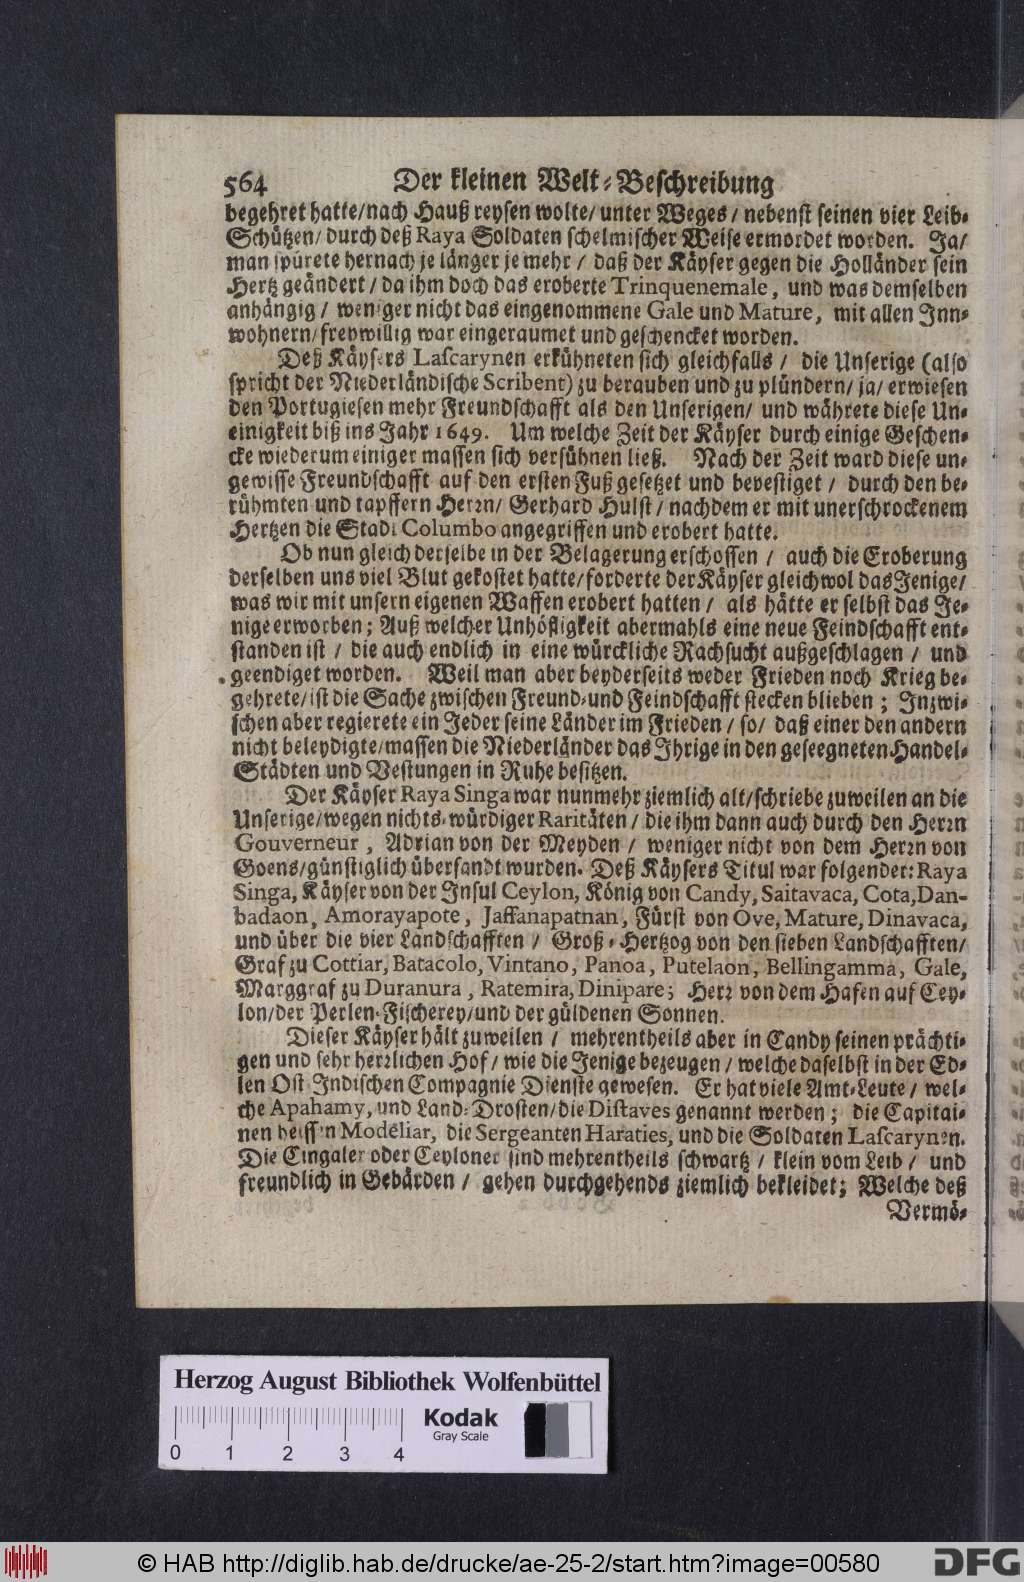 564 Der kleinen Welt-Beschreibung
begehret hatte/nach Hauß reysen wolte/ unter Weges / nebenst seinen vier Leib-
Schützen/ durch deß Raya Soldaten schelmischer Weise ermordet worden. Ja/
man spürete hernach je länger je mehr / daß der Käyser gegen die Holländer sein
Hertz geändert / da ihm doch das eroberte Trinquenemale, und was demselben
anhängig / weniger nicht das eingenommene Gale und Mature, mit allen Inn-
wohnern/freywillig war eingeraumet und geschencket worden.
Deß Käysers Lascarynen erkühneten sich gleichfalls / die Unserige (also
spricht der Niederländische Scribent) zu berauben und zu plündern/ ja/ erwiesen
den Portugiesen mehr Freundschafft als den Unserigen/ und währete diese Un-
einigkeit biß ins Jahr 1649. Um welche Zeit der Käyser durch einige Geschen-
cke wiederum einiger massen sich versühnen ließ. Nach der Zeit ward diese un-
gewisse Freundschafft auf den ersten Fuß gesetzet und bevestiget / durch den be-
rühmten und tapffern Herrn/ Gerhard Hulst/ nachdem er mit unerschrockenem
Hertzen die Stadt Columbo angegriffen und erobert hatte.
Ob nun gleich derselbe in der Belagerung erschossen / auch die Eroberung
derselben uns viel Blut gekostet hatte/forderte der Käyser gleichwol das Jenige/
was wir mit unsern eigenen Waffen erobert hatten / als hätte er selbst das Je-
nige erworben; Auß welcher Unhöfligkeit abermahls eine neue Feindschafft ent-
standen ist / die auch endlich in eine würckliche Rachsucht außgeschlagen / und
geendiget worden. Weil man aber beyderseits weder Frieden noch Krieg be-
gehrete/ist die Sache zwischen Freund-und Feindschafft stecken blieben; Inzwi-
schen aber regierete ein Jeder seine Länder im Frieden / so/ daß einer den andern
nicht beleydigte/massen die Niederländer das Ihrige in den geseegneten Handel-
Städten und Vestungen in Ruhe besitzen.
Der Käyser Raya Singa war nunmehr ziemlich alt/schriebe zuweilen an die
Unserige/wegen nichts-würdiger Raritäten / die ihm dann auch durch den Herrn
Gouverneur, Adrian von der Meyden / weniger nicht von dem Herrn von
Goens/günstiglich übersandt wurden. Deß Käysers Titul war folgender: Raya
Singa, Käyser von der Insul Ceylon, König von Candy, Saitavaca, Cota,Dan-
badaon, Amorayapote, Jaffanapatnan, Fürst von Ove, Mature, Dinavaca,
und über die vier Landschafften / Groß-Hertzog von den sieben Landschafften/
Graf zu Cottiar, Batacolo, Vintano, Panoa, Putelaon, Bellingamma, Gale,
Marggraf zu Duranura, Ratemira, Dinipare; Herr von dem Hafen auf Cey-
lon/der Perlen-Fischerey/und der güldenen Sonnen.
Dieser Käyser hält zuweilen / mehrentheils aber in Candy seinen prächti-
gen und sehr herrlichen Hof/ wie die Jenige bezeugen / welche daselbst in der Ed-
len Ost-Indischen Compagnie Dienste gewesen. Er hat viele Amt-Leute / wel-
che Apahamy, und Land-Drosten/die Distaves genannt werden; die Capitai-
nen heissen Modeliar, die Sergeanten Haraties, und die Soldaten Lascarynen.
Die Cingaler oder Ceyloner sind mehrentheils schwartz / klein vom Leib / und
freundlich in Gebärden / gehen durchgehends ziemlich bekleidet; Welche deß
Vermö-
Herzog August Bibliothek Wolfenbüttel
Kodak
Gray Scale
0 1 2 3 4
© HAB http://diglib.hab.de/drucke/ae-25-2/start.htm?image=00580
DFG